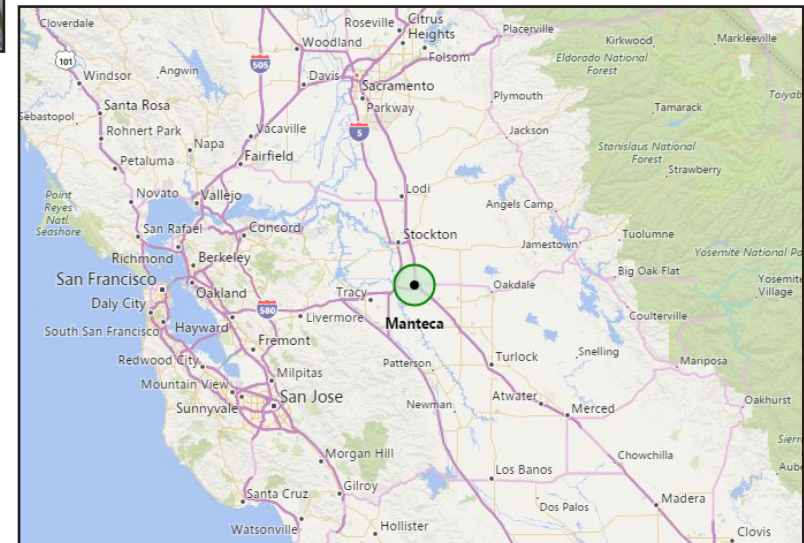 Cloverdale
Roseville
Citrus
Heights
Placerville
Kirkwood
Markleeville
Woodland
101
505
Folsom
Eldorado National
Forest
Windsor
Angwin
Davis
Sacramento
Parkway
Plymouth
Tamarack
Santa Rosa
Sebastopol
Rohnert Park
Napa
Vacaville
5
Jackson
Stanislaus National
Forest
Strawberry
Petaluma
Fairfield
Point
Reyes
Natl.
Seashore
Novato
Vallejo
Lodi
Angels Camp
San Rafael
Concord
Stockton
Jamestown
Tuolumne
Richmond
Berkeley
Yosemite National Pa
San Francisco
Oakland
Tracy
Oakdale
Big Oak Flat
Yosemite
Village
Daly City
580
Livermore
Manteca
Coulterville
South San Francisco
Hayward
Fremont
Redwood City
Patterson
Turlock
Snelling
Mariposa
Mountain View
Milpitas
Sunnyvale
San Jose
Newman
Atwater
Merced
Oakhurst
Morgan Hill
Chowchilla
Los Banos
Santa Cruz
Gilroy
Dos Palos
Madera
Watsonville
Hollister
Clovis